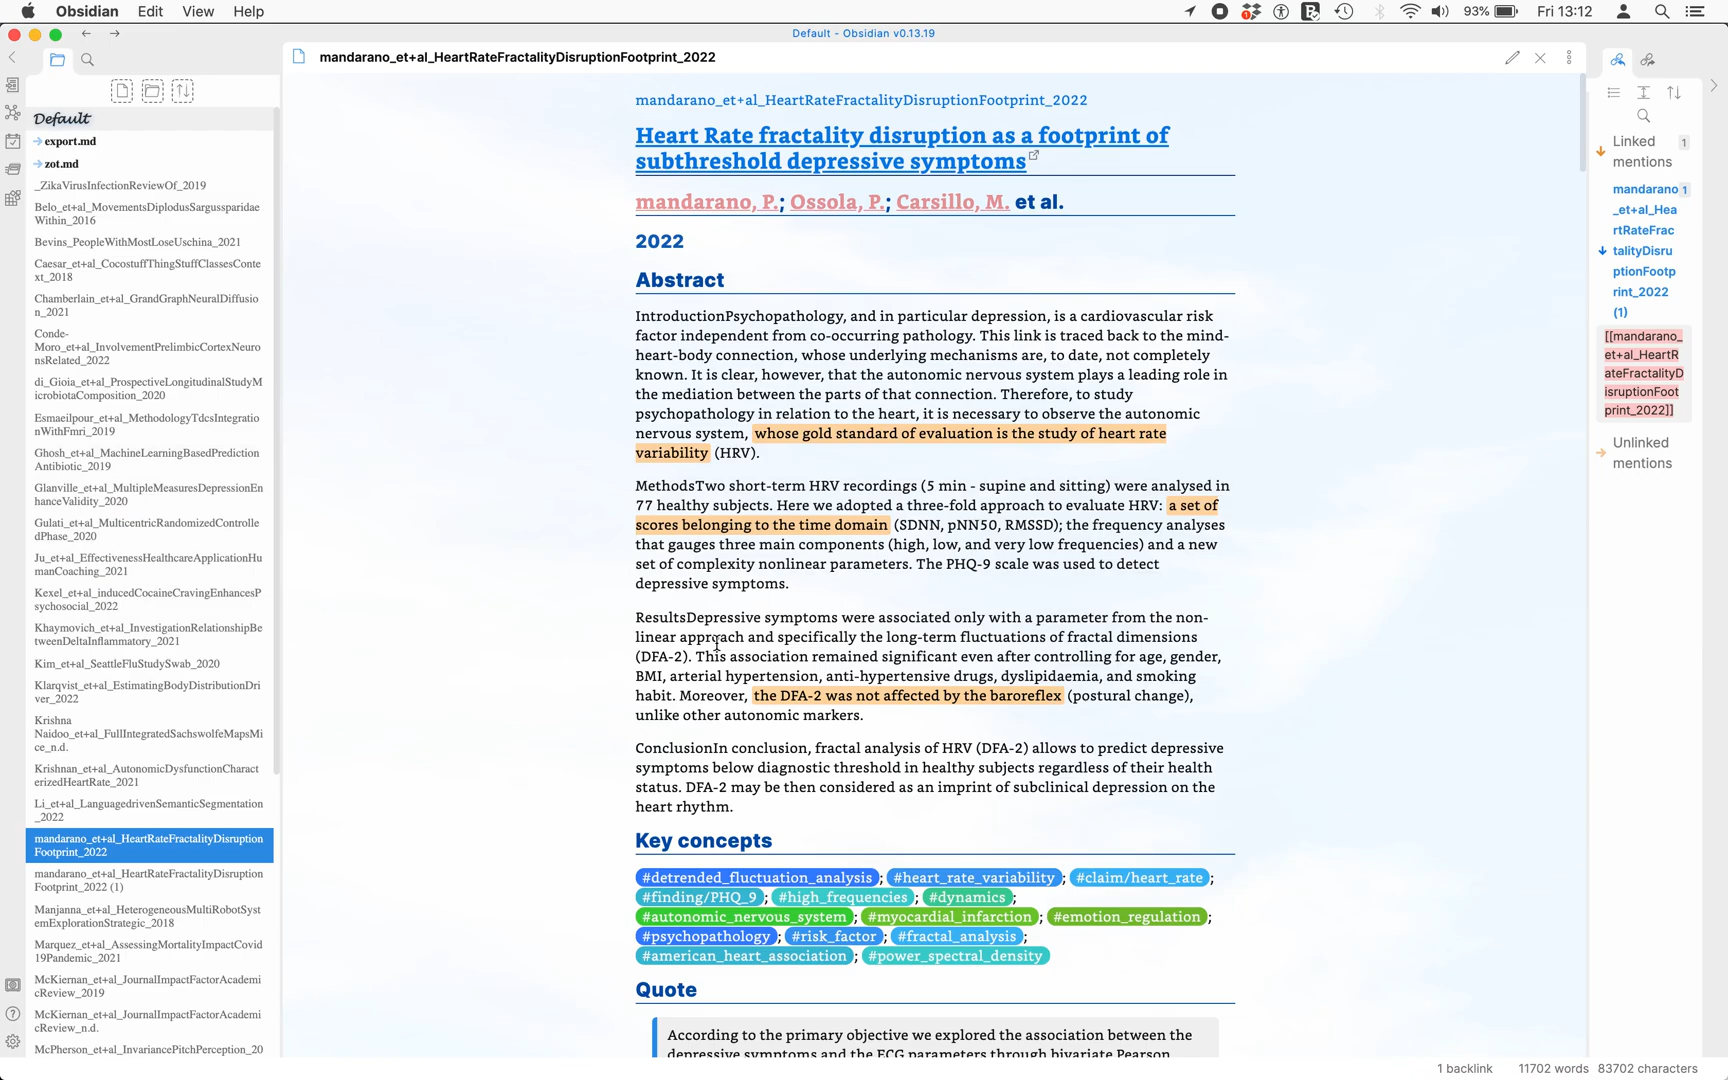 Obsidian Edit View Help
93% Fri 13:12
Default - Obsidian v0.13.19
mandarano_et+al_HeartRateFractalityDisruptionFootprint_2022
Default
export.md
zot.md
_ZikaVirusInfectionReviewOf_2019
Belo_et+al_MovementsDiplodusSargussparidae
Within_2016
Bevins_PeopleWithMostLoseUschina_2021
Caesar_et+al_CocostuffThingStuffClassesConte
xt_2018
Chamberlain_et+al_GrandGraphNeuralDiffusio
n_2021
Conde-
Moro_et+al_InvolvementPrelimbicCortexNeuro
nsRelated_2022
di_Gioia_et+al_ProspectiveLongitudinalStudyM
icrobiotaComposition_2020
Esmaeilpour_et+al_MethodologyTdcsIntegratio
nWithFmri_2019
Ghosh_et+al_MachineLearningBasedPrediction
Antibiotic_2019
Glanville_et+al_MultipleMeasuresDepressionEn
hanceValidity_2020
Gulati_et+al_MulticentricRandomizedControlle
dPhase_2020
Ju_et+al_EffectivenessHealthcareApplicationHu
manCoaching_2021
Kexel_et+al_inducedCocaineCravingEnhancesP
sychosocial_2022
Khaymovich_et+al_InvestigationRelationshipBe
tweenDeltaInflammatory_2021
Kim_et+al_SeattleFluStudySwab_2020
Klarqvist_et+al_EstimatingBodyDistributionDri
ver_2022
Krishna
Naidoo_et+al_FullIntegratedSachswolfeMapsMi
ce_n.d.
Krishnan_et+al_AutonomicDysfunctionCharact
erizedHeartRate_2021
Li_et+al_LanguagedrivenSemanticSegmentation
_2022
mandarano_et+al_HeartRateFractalityDisruption
Footprint_2022
mandarano_et+al_HeartRateFractalityDisruption
Footprint_2022 (1)
Manjanna_et+al_HeterogeneousMultiRobotSyst
emExplorationStrategic_2018
Marquez_et+al_AssessingMortalityImpactCovid
19Pandemic_2021
McKiernan_et+al_JournalImpactFactorAcademi
cReview_2019
McKiernan_et+al_JournalImpactFactorAcademi
cReview_n.d.
McPherson_et+al_InvariancePitchPerception_20
mandarano_et+al_HeartRateFractalityDisruptionFootprint_2022
Heart Rate fractality disruption as a footprint of
subthreshold depressive symptoms
mandarano, P.; Ossola, P.; Carsillo, M. et al.
2022
Abstract
IntroductionPsychopathology, and in particular depression, is a cardiovascular risk
factor independent from co-occurring pathology. This link is traced back to the mind-
heart-body connection, whose underlying mechanisms are, to date, not completely
known. It is clear, however, that the autonomic nervous system plays a leading role in
the mediation between the parts of that connection. Therefore, to study
psychopathology in relation to the heart, it is necessary to observe the autonomic
nervous system, whose gold standard of evaluation is the study of heart rate
variability (HRV).
MethodsTwo short-term HRV recordings (5 min - supine and sitting) were analysed in
77 healthy subjects. Here we adopted a three-fold approach to evaluate HRV: a set of
scores belonging to the time domain (SDNN, pNN50, RMSSD); the frequency analyses
that gauges three main components (high, low, and very low frequencies) and a new
set of complexity nonlinear parameters. The PHQ-9 scale was used to detect
depressive symptoms.
ResultsDepressive symptoms were associated only with a parameter from the non-
linear approach and specifically the long-term fluctuations of fractal dimensions
(DFA-2). This association remained significant even after controlling for age, gender,
BMI, arterial hypertension, anti-hypertensive drugs, dyslipidaemia, and smoking
habit. Moreover, the DFA-2 was not affected by the baroreflex (postural change),
unlike other autonomic markers.
ConclusionIn conclusion, fractal analysis of HRV (DFA-2) allows to predict depressive
symptoms below diagnostic threshold in healthy subjects regardless of their health
status. DFA-2 may be then considered as an imprint of subclinical depression on the
heart rhythm.
Key concepts
#detrended_fluctuation_analysis; #heart_rate_variability; #claim/heart_rate;
#finding/PHQ_9; #high_frequencies; #dynamics;
#autonomic_nervous_system; #myocardial_infarction; #emotion_regulation;
#psychopathology; #risk_factor; #fractal_analysis;
#american_heart_association; #power_spectral_density
Quote
According to the primary objective we explored the association between the
depressive symptoms and the ECG parameters through bivariate Pearson
Linked 1
mentions
mandarano 1
_et+al_Hea
rtRateFrac
talityDisru
ptionFootp
rint_2022
(1)
[[mandarano_
et+al_HeartR
ateFractalityD
isruptionFoot
print_2022]]
Unlinked
mentions
1 backlink 11702 words 83702 characters